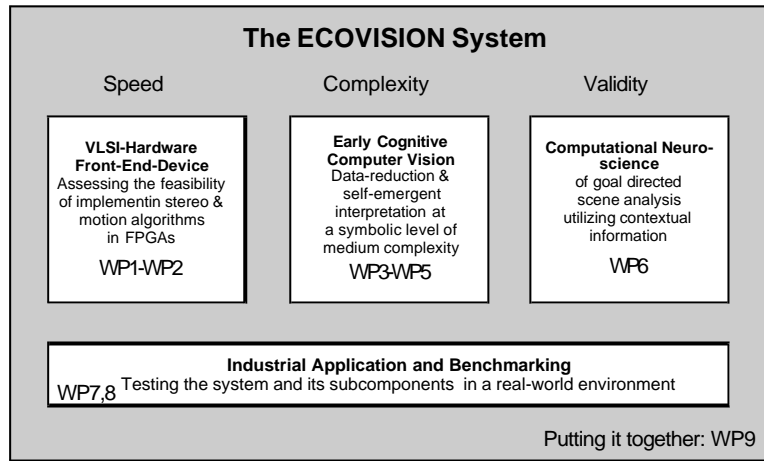 The ECOVISION System
Speed
Complexity
Validity
VLSI-Hardware
Front-End-Device
Assessing the feasibility
of implementin stereo &
motion algorithms
in FPGAs
WP1-WP2
Early Cognitive
Computer Vision
Data-reduction &
self-emergent
interpretation at
a symbolic level of
medium complexity
WP3-WP5
Computational Neuro-
science
of goal directed
scene analysis
utilizing contextual
information
WP6
Industrial Application and Benchmarking
WP7,8 Testing the system and its subcomponents in a real-world environment
Putting it together: WP9